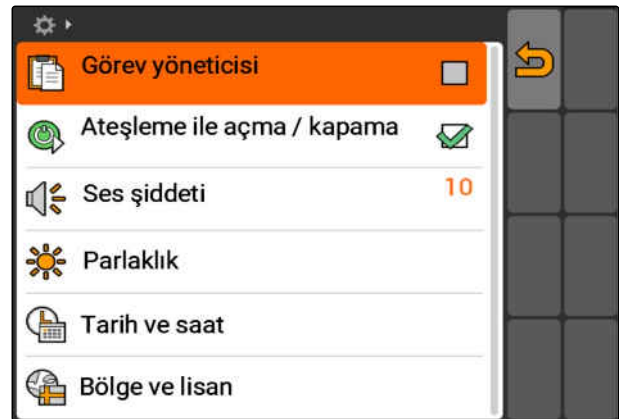 Görev yöneticisi
Ateşleme ile açma / kapama
Ses şiddeti 10
Parlaklık
Tarih ve saat
Bölge ve lisan